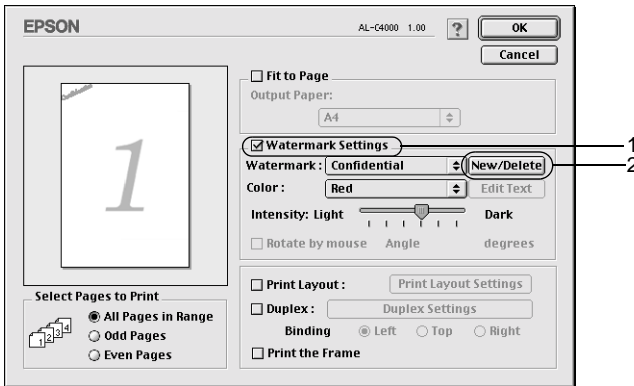 EPSON
AL-C4000 1.00
?
OK
Cancel
Confidential
1
Fit to Page
Output Paper:
A4
Watermark Settings
1
Watermark: Confidential
New/Delete
2
Color: Red
Edit Text
Intensity: Light Dark
Rotate by mouse Angle degrees
Select Pages to Print
1 2 3 4
All Pages in Range
Odd Pages
Even Pages
Print Layout: Print Layout Settings
Duplex: Duplex Settings
Binding Left Top Right
Print the Frame